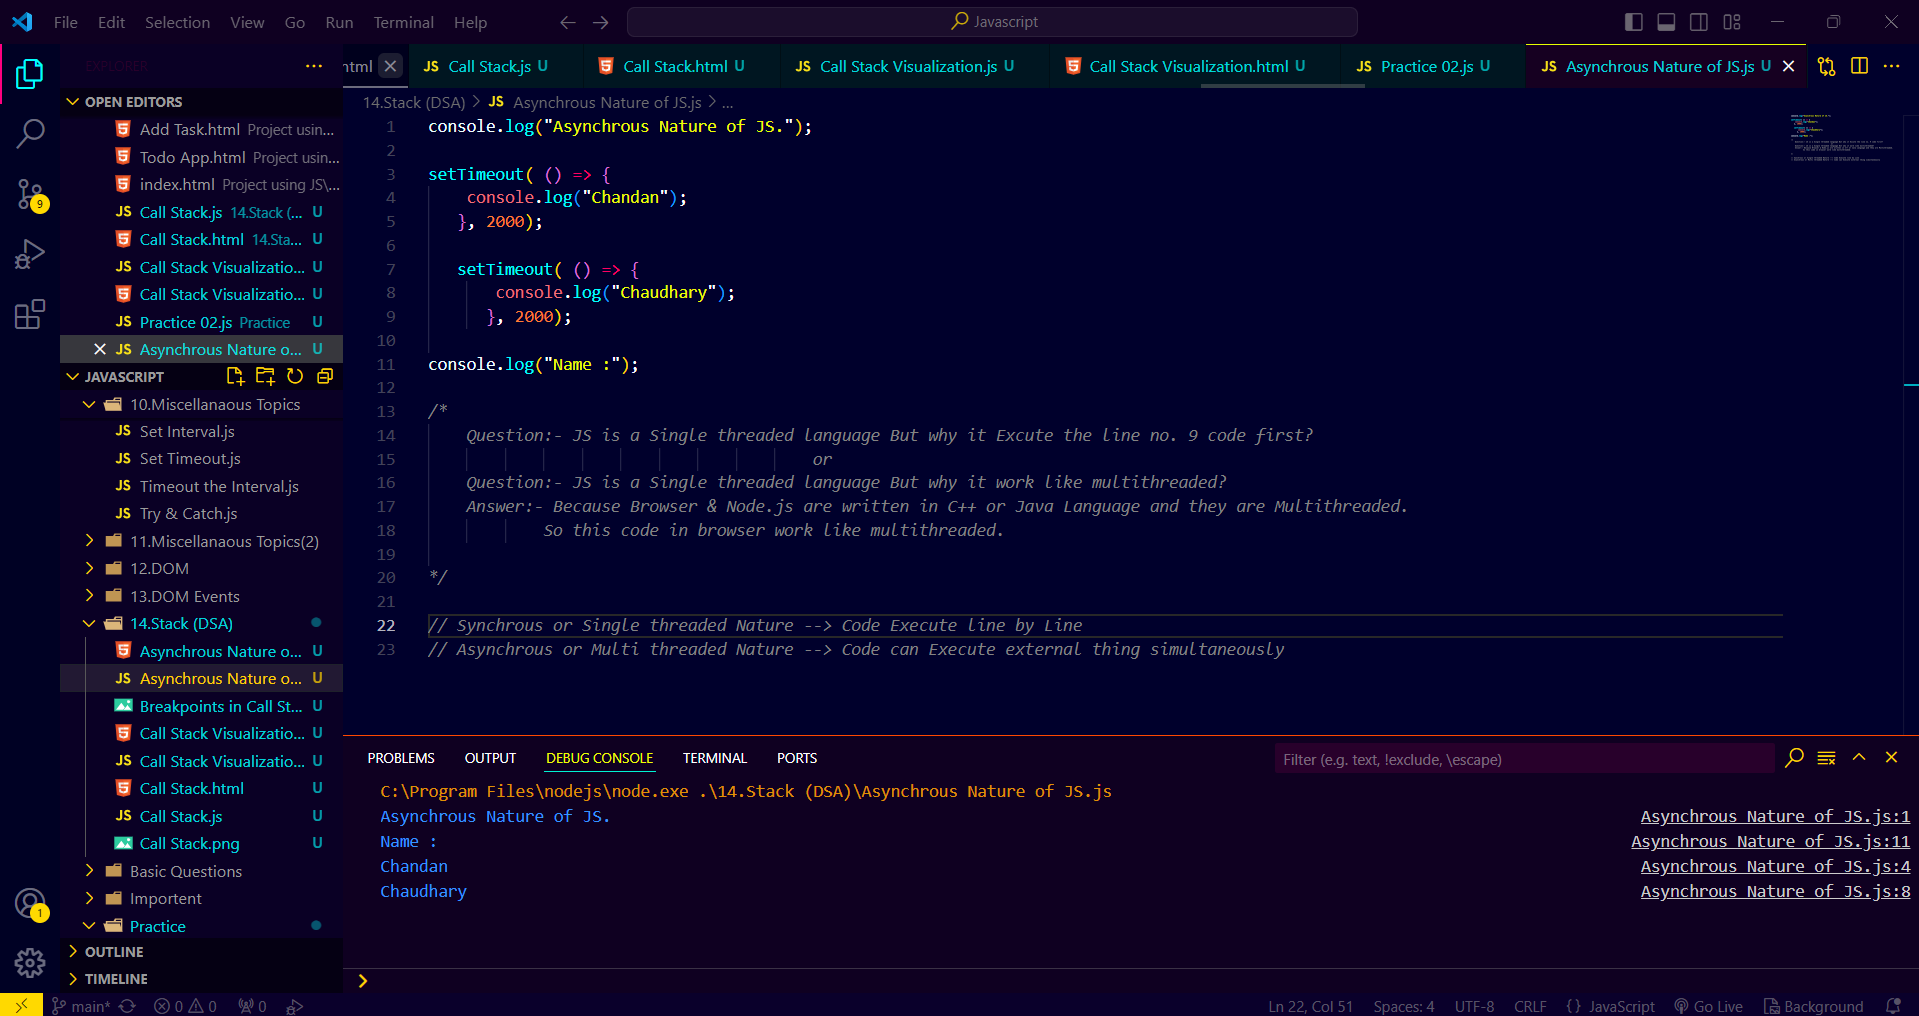 File Edit Selection View Go Run Terminal Help
Javascript
EXPLORER
html
JS Call Stack.js U
Call Stack.html U
JS Call Stack Visualization.js U
Call Stack Visualization.html U
JS Practice 02.js U
JS Asynchrous Nature of JS.js U
14.Stack (DSA) > JS Asynchrous Nature of JS.js > ...
OPEN EDITORS
Add Task.html Project usin...
Todo App.html Project using...
index.html Project using JS\...
JS Call Stack.js 14.Stack (... U
Call Stack.html 14.Sta... U
JS Call Stack Visualizatio... U
Call Stack Visualizatio... U
JS Practice 02.js Practice U
JS Asynchrous Nature o... U
JAVASCRIPT
10.Miscellanaous Topics
JS Set Interval.js
JS Set Timeout.js
JS Timeout the Interval.js
JS Try & Catch.js
11.Miscellanaous Topics(2)
12.DOM
13.DOM Events
14.Stack (DSA)
Asynchrous Nature o... U
JS Asynchrous Nature o... U
Breakpoints in Call St... U
Call Stack Visualizatio... U
JS Call Stack Visualizatio... U
Call Stack.html U
JS Call Stack.js U
Call Stack.png U
Basic Questions
Importent
Practice
OUTLINE
TIMELINE
9
1
1 console.log("Asynchrous Nature of JS.");
2
3 setTimeout( () => {
4 console.log("Chandan");
5 }, 2000);
6
7 setTimeout( () => {
8 console.log("Chaudhary");
9 }, 2000);
10
11 console.log("Name :");
12
13 /*
14 Question:- JS is a Single threaded language But why it Excute the line no. 9 code first?
15 or
16 Question:- JS is a Single threaded language But why it work like multithreaded?
17 Answer:- Because Browser & Node.js are written in C++ or Java Language and they are Multithreaded.
18 So this code in browser work like multithreaded.
19
20 */
21
22 // Synchrous or Single threaded Nature --> Code Execute line by Line
23 // Asynchrous or Multi threaded Nature --> Code can Execute external thing simultaneously
PROBLEMS OUTPUT DEBUG CONSOLE TERMINAL PORTS
Filter (e.g. text, !exclude, \escape)
C:\Program Files\nodejs\node.exe .\14.Stack (DSA)\Asynchrous Nature of JS.js
Asynchrous Nature of JS. Asynchrous Nature of JS.js:1
Name : Asynchrous Nature of JS.js:11
Chandan Asynchrous Nature of JS.js:4
Chaudhary Asynchrous Nature of JS.js:8
main* 0 0 0
Ln 22, Col 51 Spaces: 4 UTF-8 CRLF {} JavaScript Go Live Background